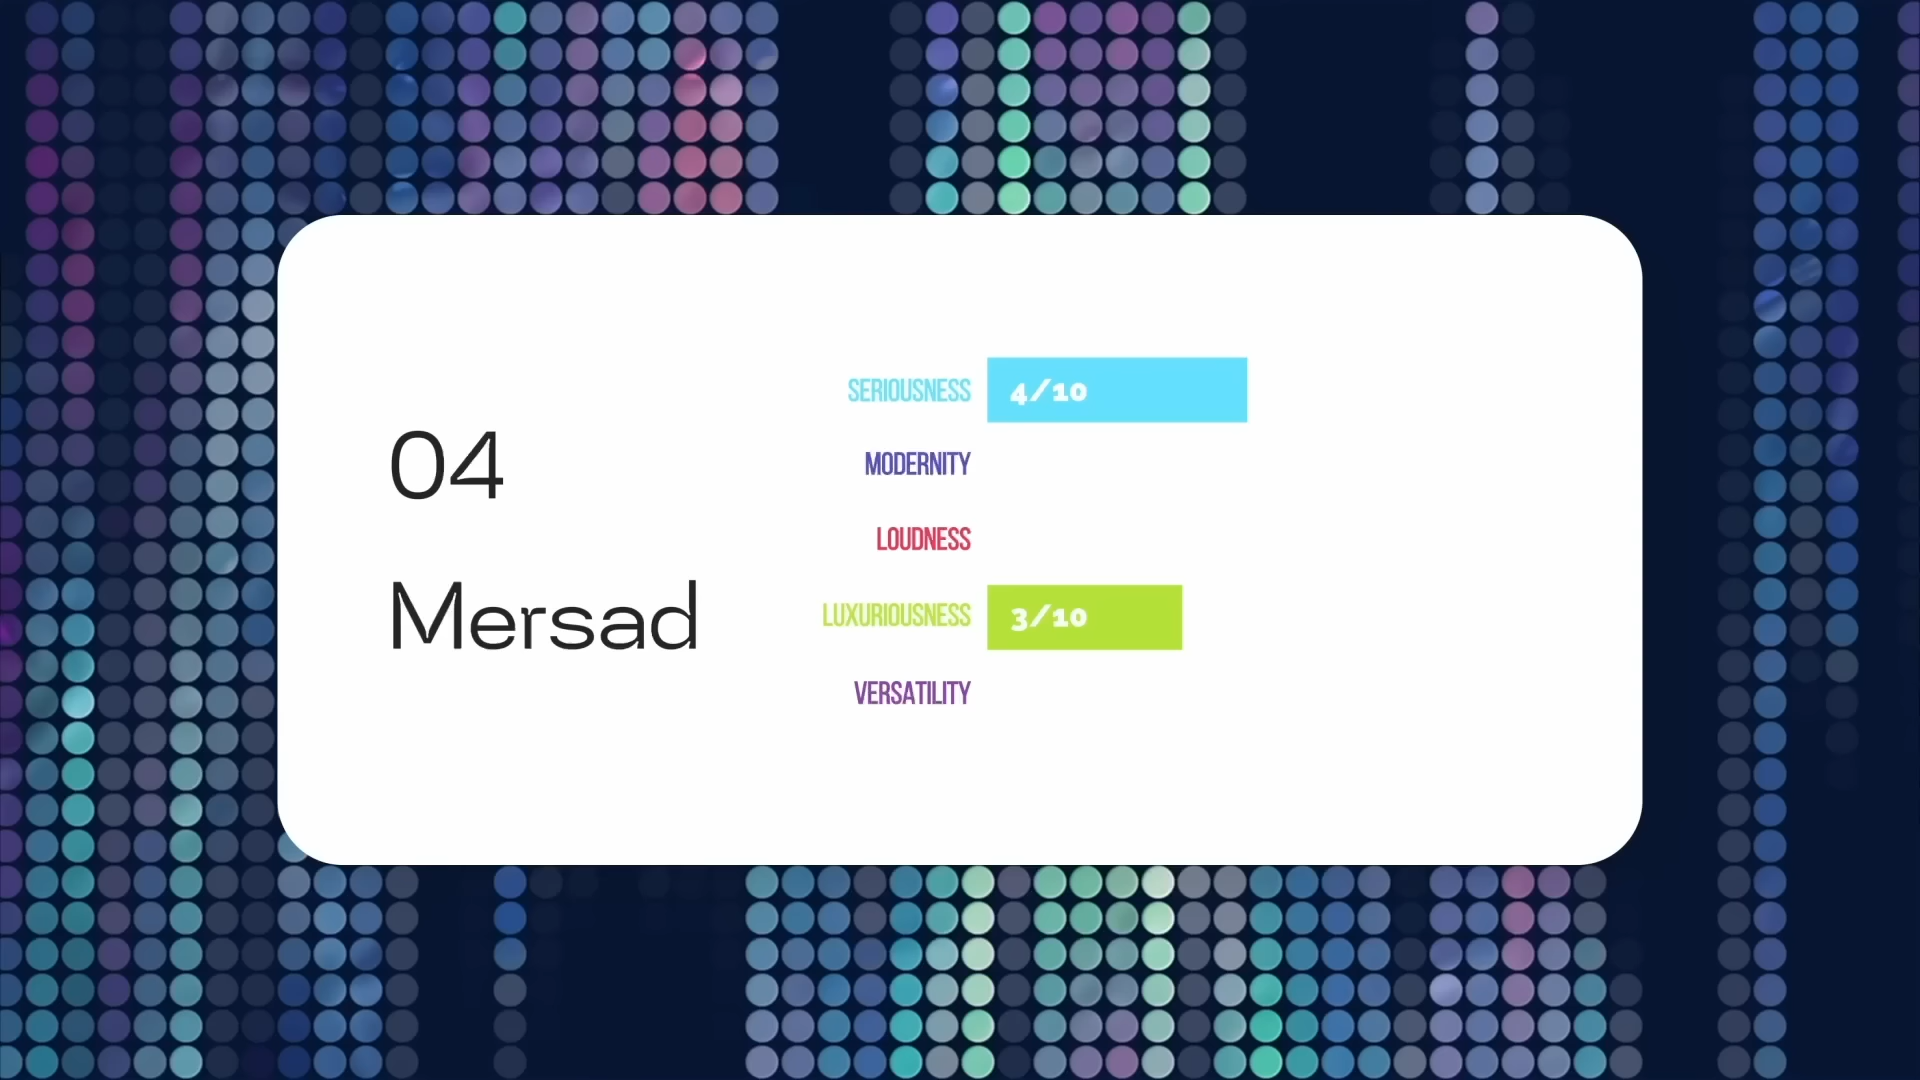 04
Mersad
SERIOUSNESS 4/10
MODERNITY
LOUDNESS
LUXURIOUSNESS 3/10
VERSATILITY